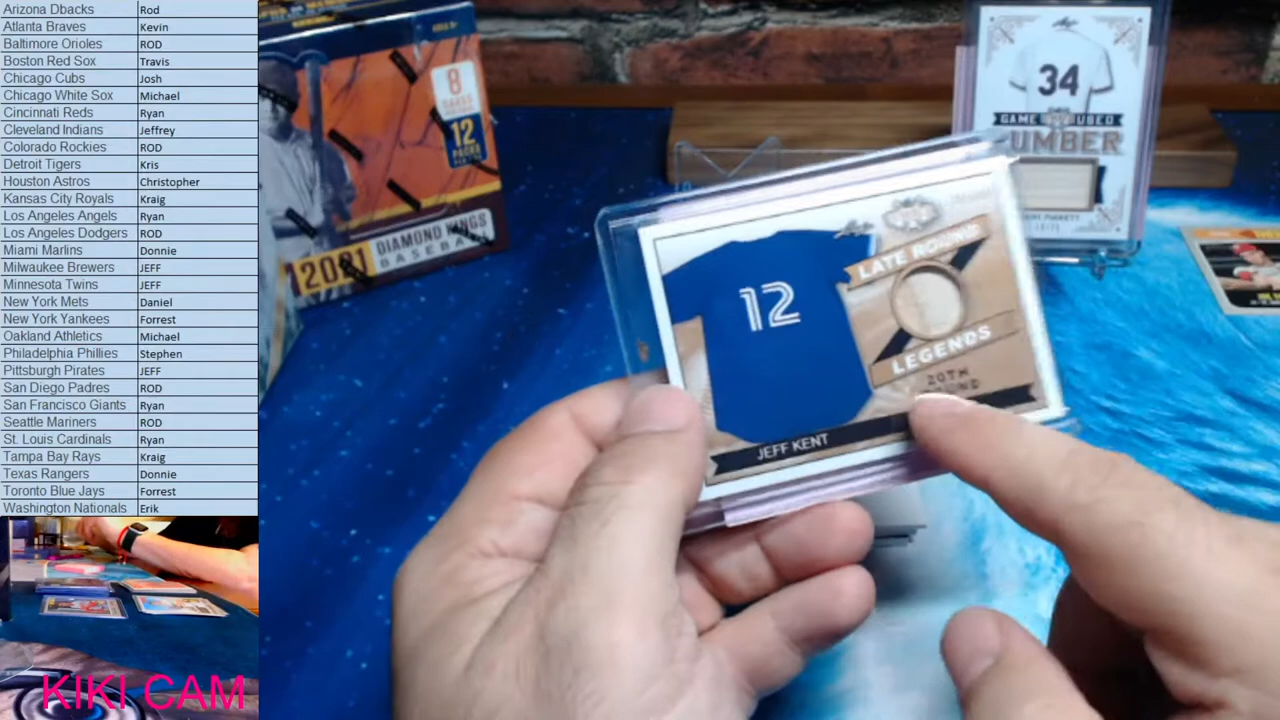 Arizona Dbacks Rod
Atlanta Braves Kevin
Baltimore Orioles ROD
Boston Red Sox Travis
Chicago Cubs Josh
Chicago White Sox Michael
Cincinnati Reds Ryan
Cleveland Indians Jeffrey
Colorado Rockies ROD
Detroit Tigers Kris
Houston Astros Christopher
Kansas City Royals Kraig
Los Angeles Angels Ryan
Los Angeles Dodgers ROD
Miami Marlins Donnie
Milwaukee Brewers JEFF
Minnesota Twins JEFF
New York Mets Daniel
New York Yankees Forrest
Oakland Athletics Michael
Philadelphia Phillies Stephen
Pittsburgh Pirates JEFF
San Diego Padres ROD
San Francisco Giants Ryan
Seattle Mariners ROD
St. Louis Cardinals Ryan
Tampa Bay Rays Kraig
Texas Rangers Donnie
Toronto Blue Jays Forrest
Washington Nationals Erik
KIKI CAM
8
CARDS
12
PACKS
2021 DIAMOND KINGS
BASEBALL
34
GAME USED
NUMBER
Leaf
LATE ROUND
LEGENDS
20TH
ROUND
12
JEFF KENT